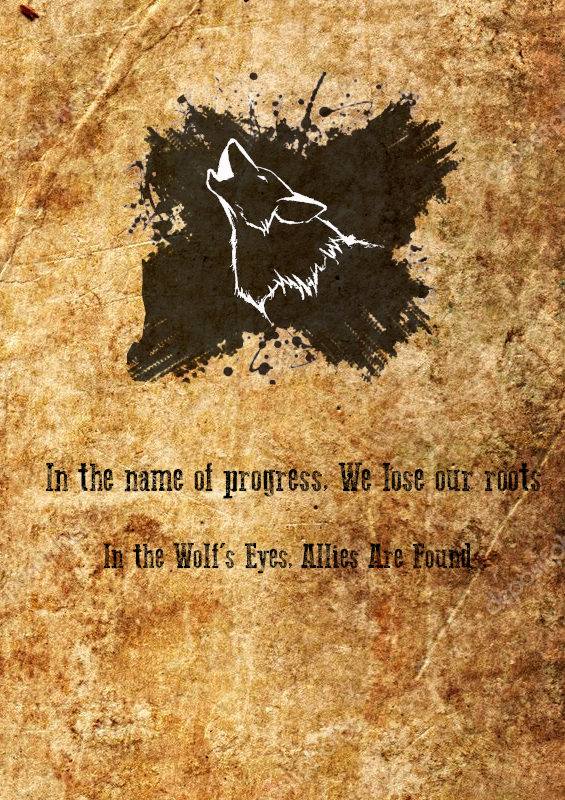 In the name of progress, We lose our roots
In the Wolf's Eyes, Allies Are Found